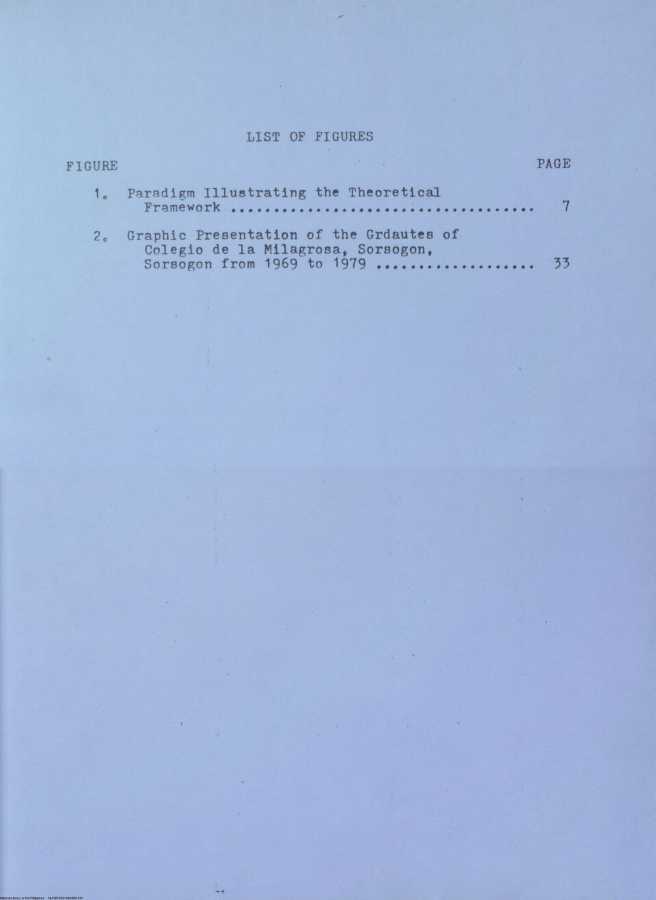 LIST OF FIGURES
FIGURE PAGE
1. Paradigm Illustrating the Theoretical
Framework .................................... 7
2. Graphic Presentation of the Grdautes of
Colegio de la Milagrosa, Sorsogon,
Sorsogon from 1969 to 1979 ................... 33